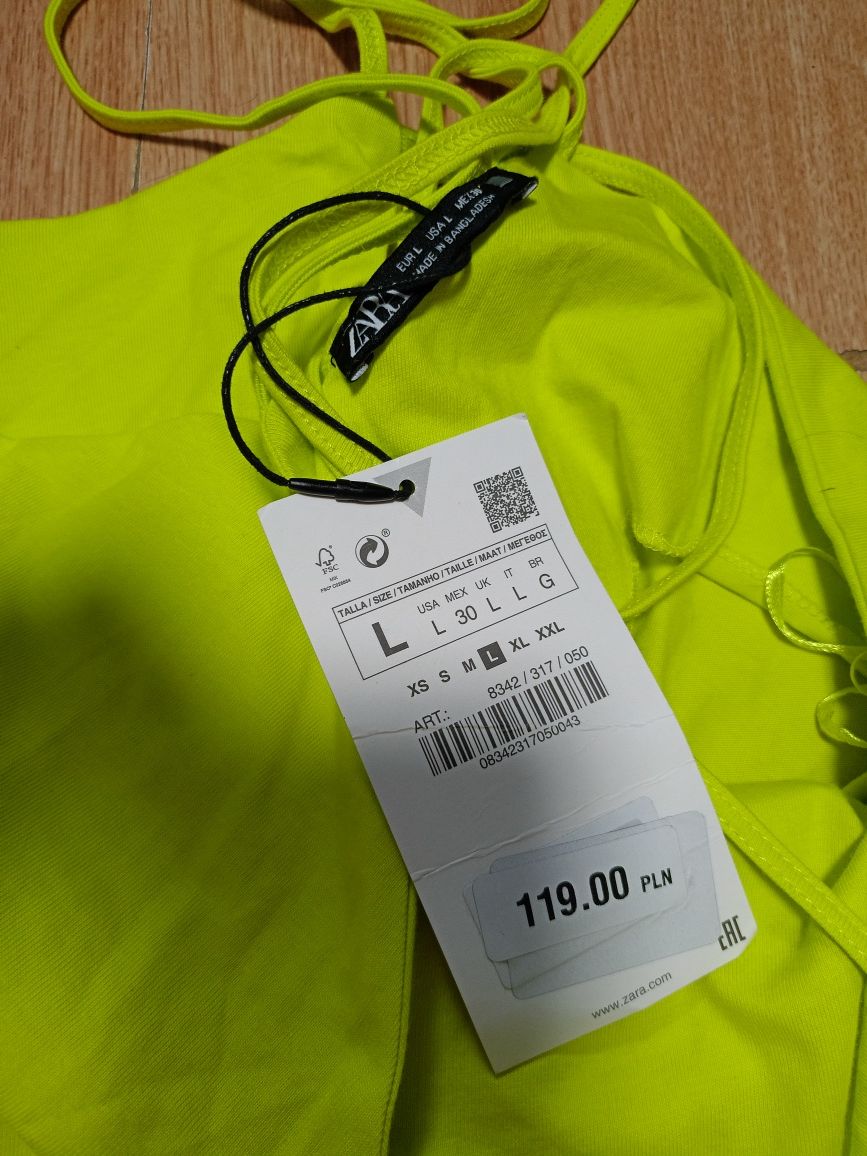 EUR L USA L MEX 30
MADE IN BANGLADESH
ZARA
FSC
MIX
®
TALLA / SIZE / TAMANHO / TAILLE / MAAT / ΜΕΓΕΘΟΣ
USA MEX UK IT BR
L L 30 L L G
XS S M L XL XXL
ART.: 8342 / 317 / 050
08342317050043
119.00 PLN
EAC
www.zara.com